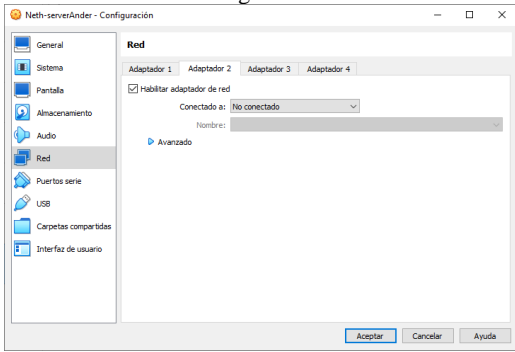 Neth-serverAnder - Configuración
General
Sistema
Pantalla
Almacenamiento
Audio
Red
Puertos serie
USB
Carpetas compartidas
Interfaz de usuario
Red
Adaptador 1 Adaptador 2 Adaptador 3 Adaptador 4
Habilitar adaptador de red
Conectado a: No conectado
Nombre:
Avanzado
Aceptar Cancelar Ayuda